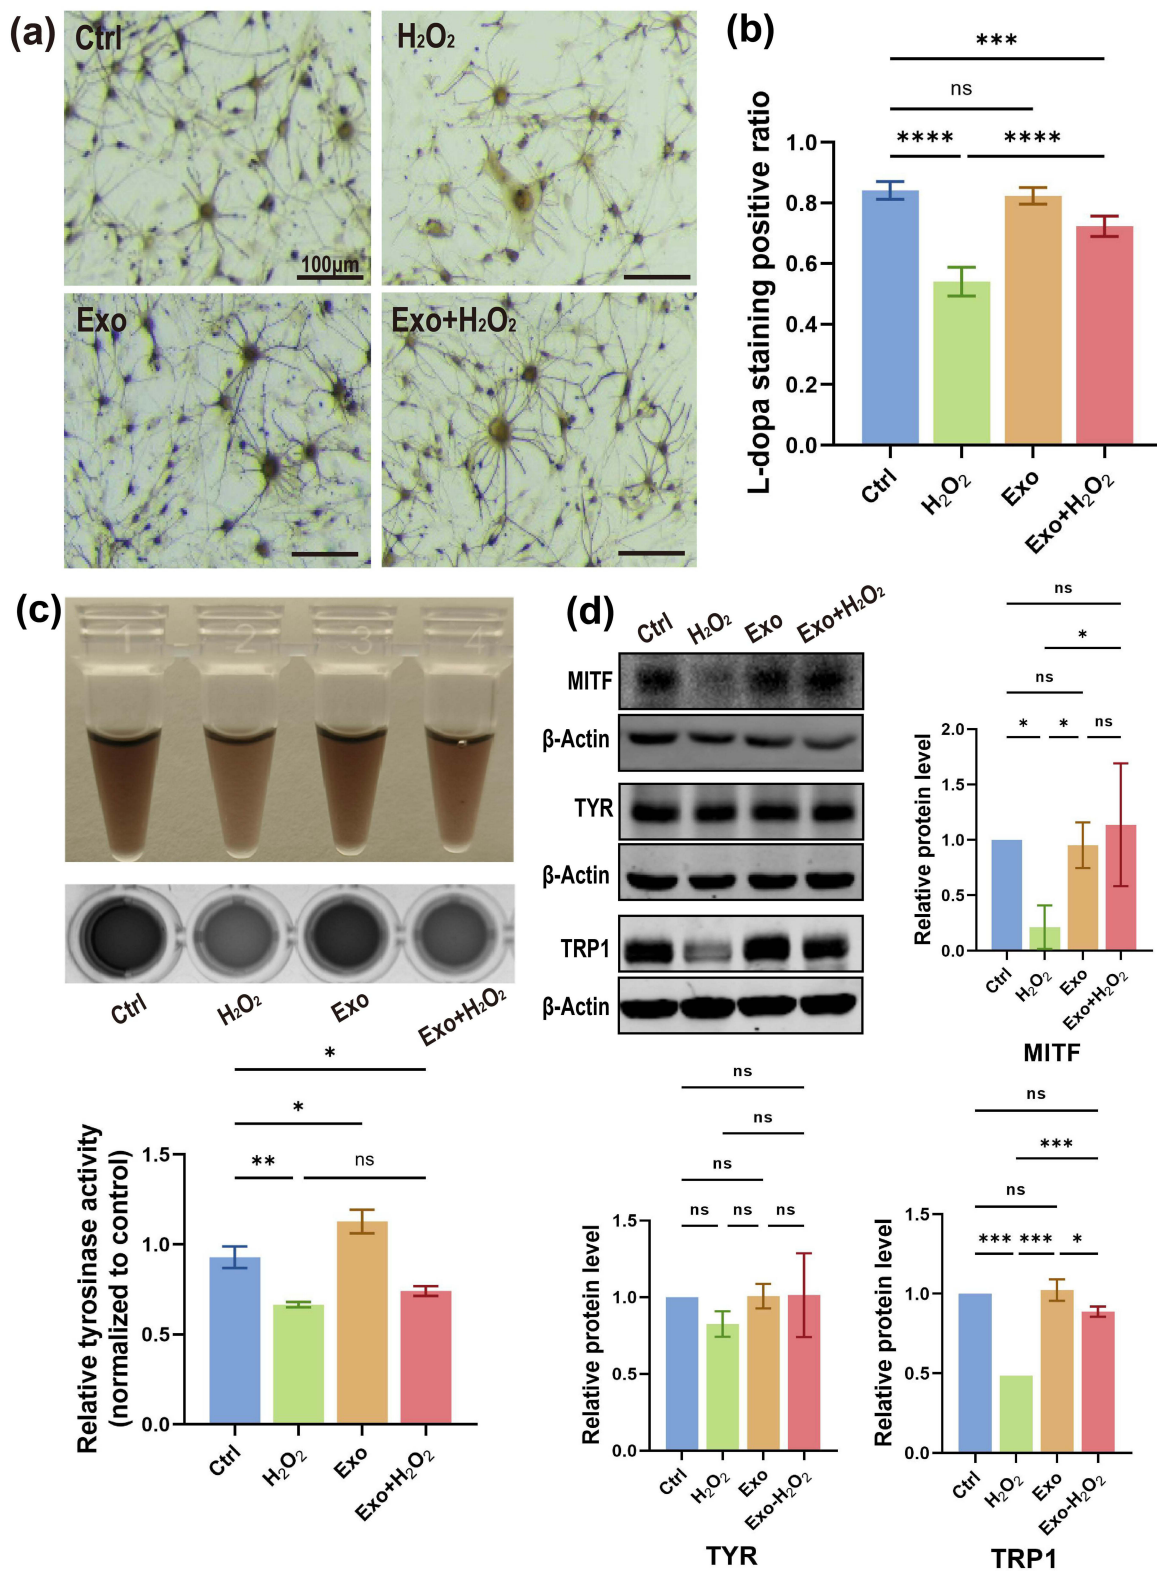 (a)
Ctrl
100μm
H₂O₂
Exo
Exo+H₂O₂
(b)
***
ns
**** ****
L-dopa staining positive ratio
1.0
0.8
0.6
0.4
0.2
0.0
Ctrl
H₂O₂
Exo
Exo+H₂O₂
(c)
1 2 3 4
Ctrl
H₂O₂
Exo
Exo+H₂O₂
*
*
** ns
Relative tyrosinase activity
(normalized to control)
1.5
1.0
0.5
0.0
Ctrl
H₂O₂
Exo
Exo+H₂O₂
(d)
Ctrl
H₂O₂
Exo
Exo+H₂O₂
MITF
β-Actin
TYR
β-Actin
TRP1
β-Actin
ns
*
ns
* * ns
Relative protein level
2.0
1.5
1.0
0.5
0.0
Ctrl
H₂O₂
Exo
Exo+H₂O₂
MITF
ns
ns
ns
ns ns ns
Relative protein level
1.5
1.0
0.5
0.0
Ctrl
H₂O₂
Exo
Exo-H₂O₂
TYR
ns
***
ns
*** *** *
Relative protein level
1.5
1.0
0.5
0.0
Ctrl
H₂O₂
Exo
Exo-H₂O₂
TRP1